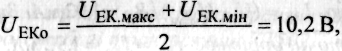 U_ЕКо = (U_ЕК.макс + U_ЕК.мін) / 2 = 10,2 В,